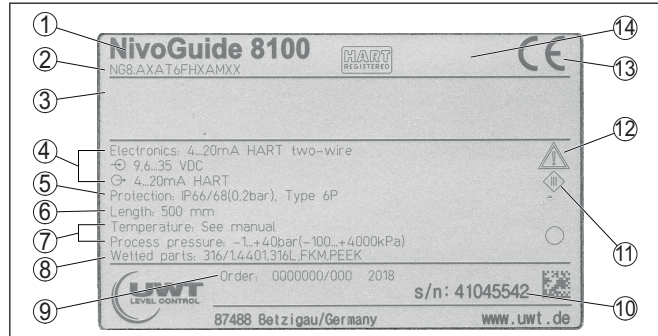 1
NivoGuide 8100
HART
REGISTERED
14
CE
13
2
NG8.AXAT6FHXAMXX
3
4
Electronics: 4...20mA HART two-wire
9,6...35 VDC
4...20mA HART
12
5
Protection: IP66/68(0,2bar), Type 6P
6
Length: 500 mm
7
Temperature: See manual
Process pressure: -1...+40bar(-100...+4000kPa)
11
8
Wetted parts: 316/1.4401,316L,FKM,PEEK
9
Order: 0000000/000 2018
UWT
LEVEL CONTROL
s/n: 41045542
10
87488 Betzigau/Germany
www.uwt.de